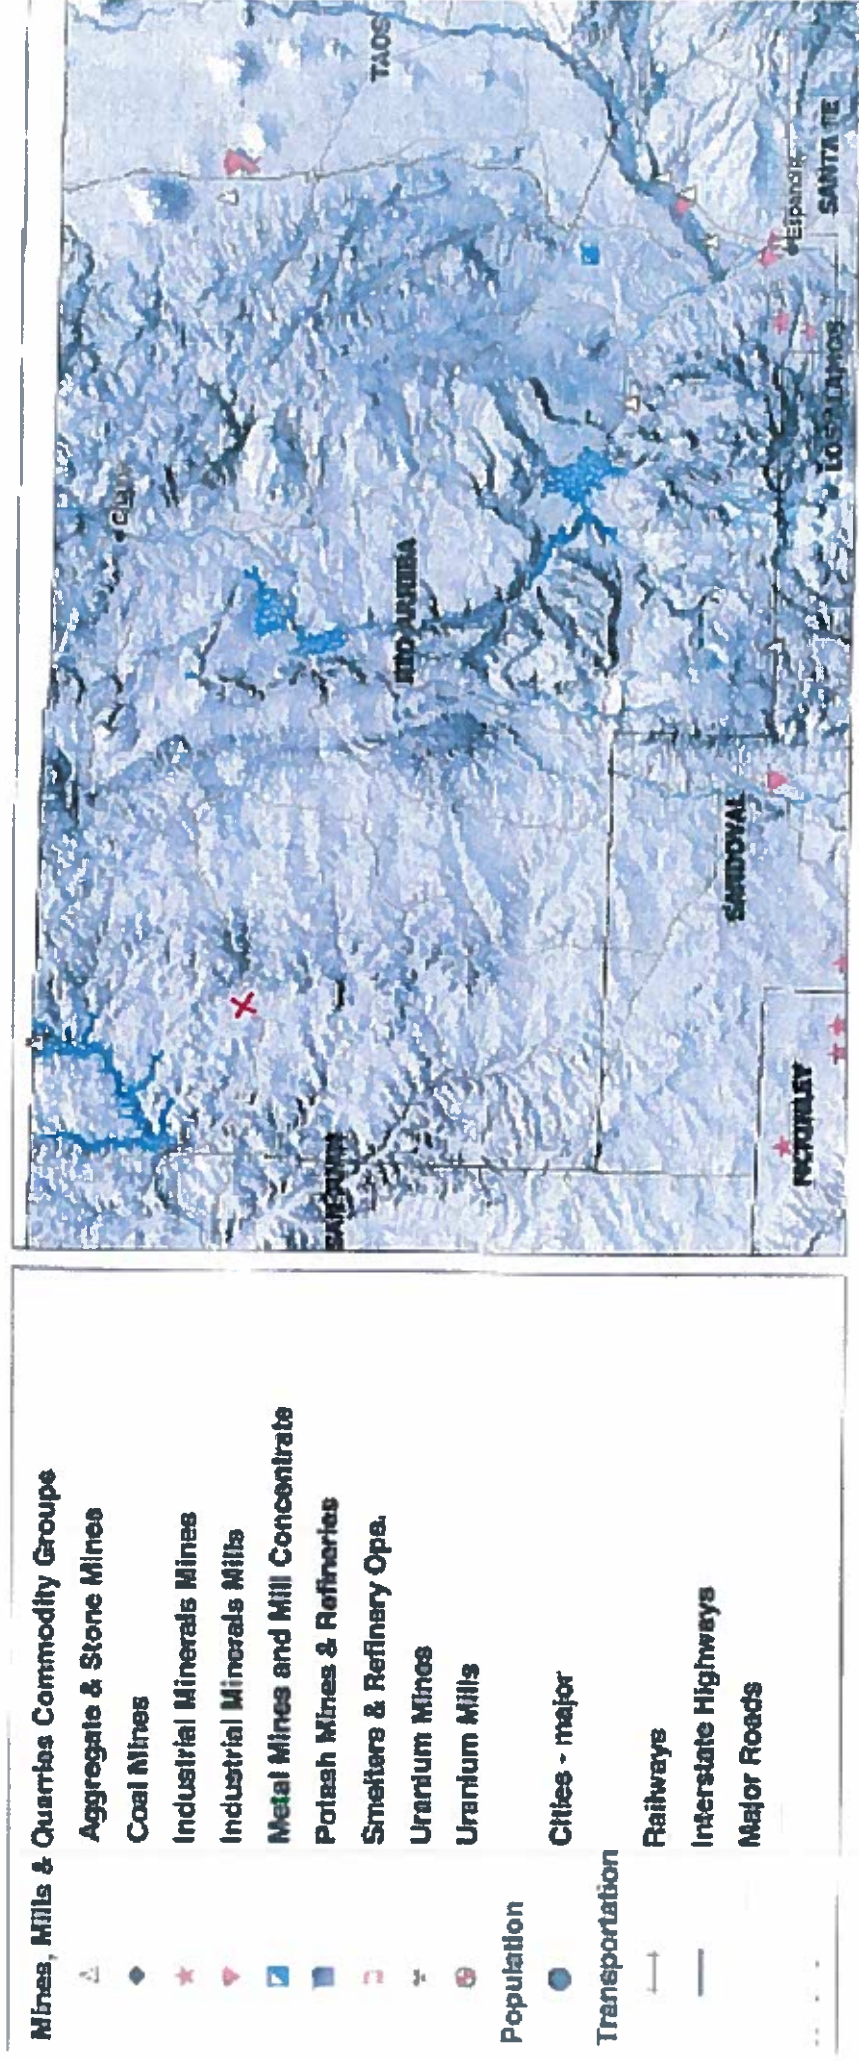 Mines, Mills & Quarries Commodity Groups
Aggregate & Stone Mines
Coal Mines
Industrial Minerals Mines
Industrial Minerals Mills
Metal Mines and Mill Concentrate
Potash Mines & Refineries
Smelters & Refinery Ops.
Uranium Mines
Uranium Mills
Population
Cities - major
Transportation
Railways
Interstate Highways
Major Roads
TAOS
RIO ARRIBA
SAN JUAN
SANDOVAL
MCKINLEY
LOS ALAMOS
SANTA FE